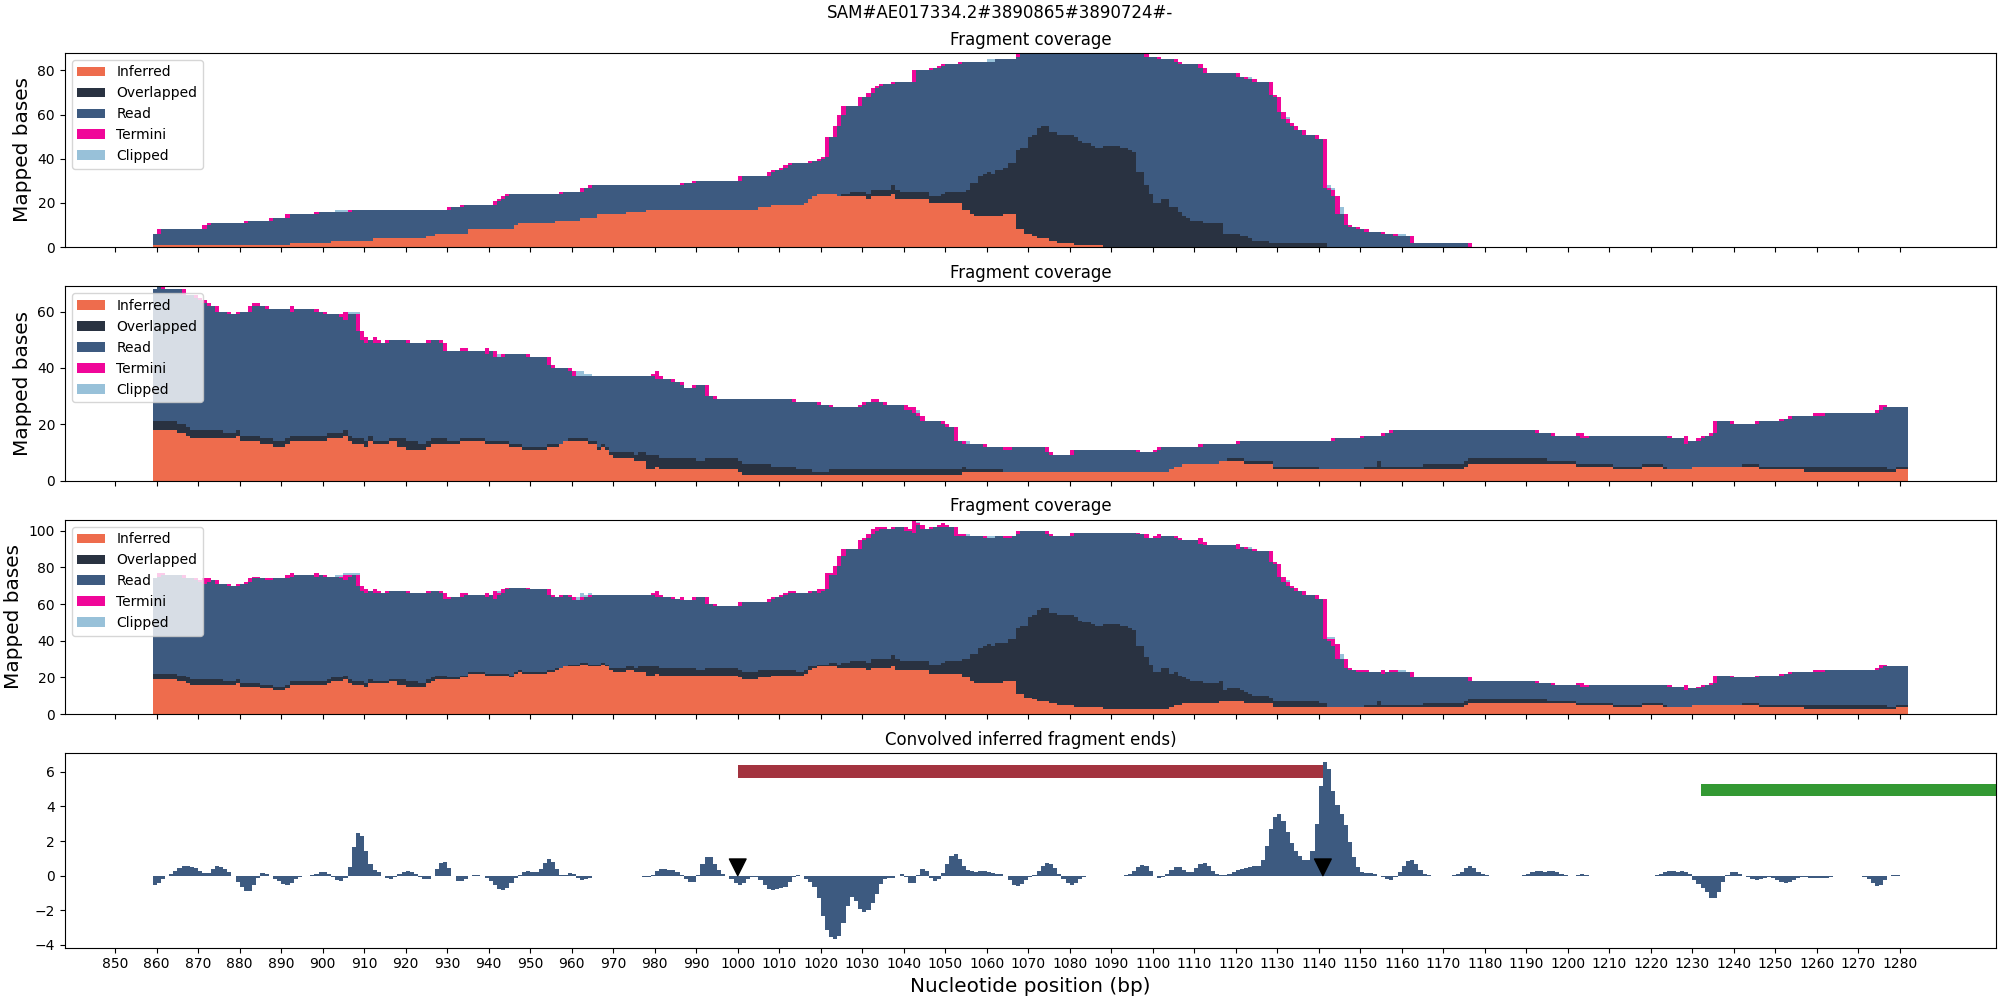 SAM#AE017334.2#3890865#3890724#-
Fragment coverage
Mapped bases
80
60
40
20
0
Inferred
Overlapped
Read
Termini
Clipped
Fragment coverage
Mapped bases
60
40
20
0
Inferred
Overlapped
Read
Termini
Clipped
Fragment coverage
Mapped bases
100
80
60
40
20
0
Inferred
Overlapped
Read
Termini
Clipped
Convolved inferred fragment ends)
6
4
2
0
−2
−4
850 860 870 880 890 900 910 920 930 940 950 960 970 980 990 1000 1010 1020 1030 1040 1050 1060 1070 1080 1090 1100 1110 1120 1130 1140 1150 1160 1170 1180 1190 1200 1210 1220 1230 1240 1250 1260 1270 1280
Nucleotide position (bp)